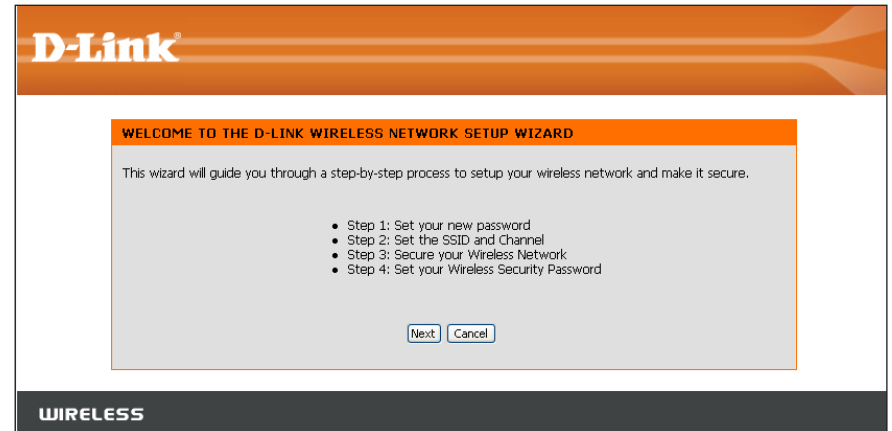 D-Link®
WELCOME TO THE D-LINK WIRELESS NETWORK SETUP WIZARD
This wizard will guide you through a step-by-step process to setup your wireless network and make it secure.
• Step 1: Set your new password
• Step 2: Set the SSID and Channel
• Step 3: Secure your Wireless Network
• Step 4: Set your Wireless Security Password
Next Cancel
WIRELESS